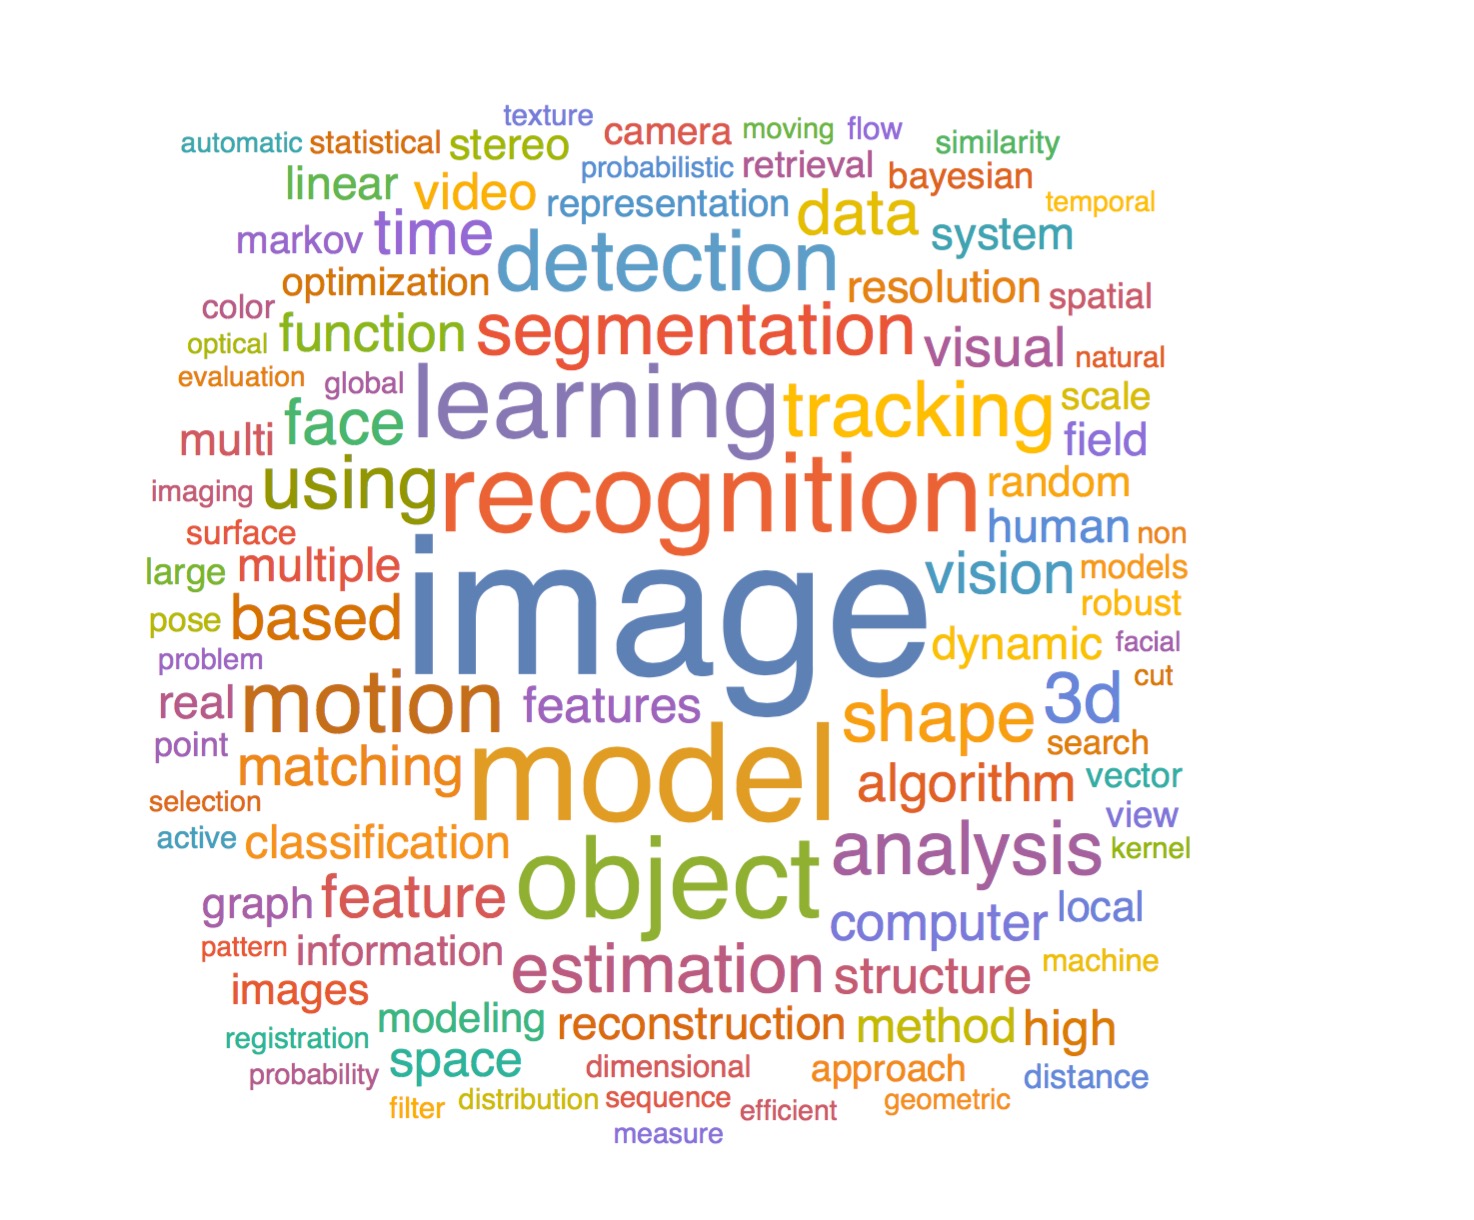 texture
automatic statistical stereo camera moving flow similarity
probabilistic retrieval bayesian
linear video representation data temporal
markov time detection system
optimization resolution spatial
color function segmentation visual natural
optical
evaluation global learning tracking scale
multi face field
imaging using recognition random
surface human non
large multiple image vision models
pose based robust
problem dynamic facial
real motion features shape 3d cut
point matching model search
selection algorithm vector
active classification object analysis view
kernel
graph feature computer local
pattern information estimation structure machine
images
registration modeling reconstruction method high
probability space dimensional approach distance
filter distribution sequence efficient geometric
measure